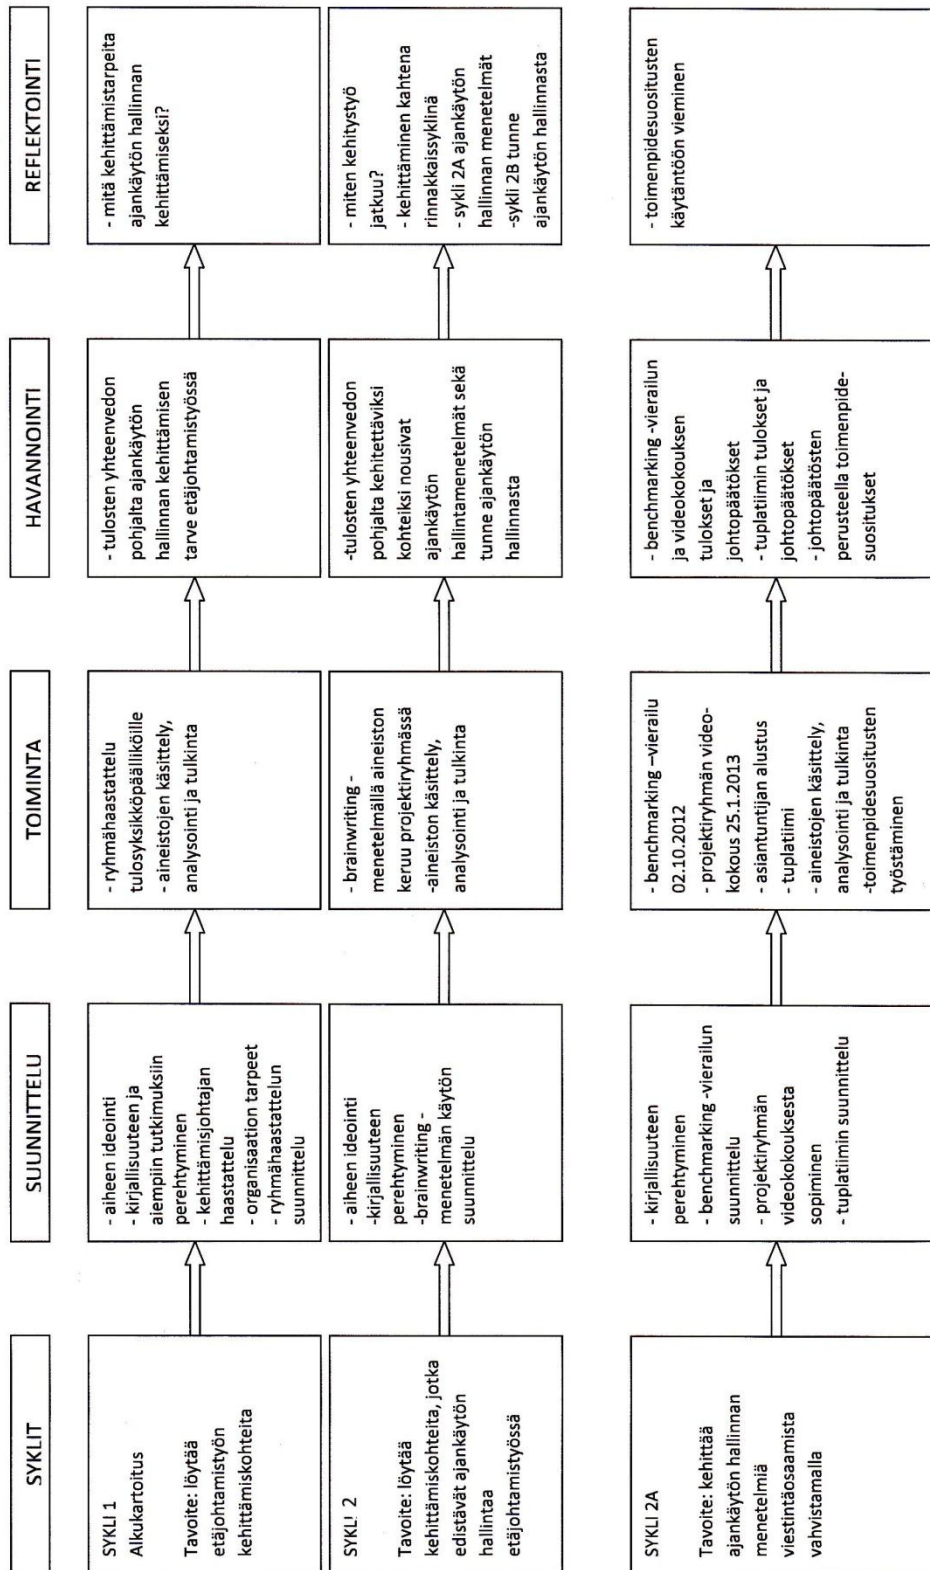 SYKLIT
SUUNNITTELU
TOIMINTA
HAVANNOINTI
REFLEKTOINTI
SYKLI 1
Alkukartoitus
Tavoite: löytää
etäjohtamistyön
kehittämiskohteita
- aiheen ideointi
- kirjallisuuteen ja
aiempiin tutkimuksiin
perehtyminen
- kehittämisjohtajan
haastattelu
- organisaation tarpeet
- ryhmähaastattelun
suunnittelu
- ryhmähaastattelu
tulosyksikköpäälliköille
- aineistojen käsittely,
analysointi ja tulkinta
- tulosten yhteenvedon
pohjalta ajankäytön
hallinnan kehittämisen
tarve etäjohtamistyössä
- mitä kehittämistarpeita
ajankäytön hallinnan
kehittämiseksi?
SYKLI 2
Tavoite: löytää
kehittämiskohteita, jotka
edistävät ajankäytön
hallintaa
etäjohtamistyössä
- aiheen ideointi
-kirjallisuuteen
perehtyminen
-brainwriting -
menetelmän käytön
suunnittelu
- brainwriting -
menetelmällä aineiston
keruu projektiryhmässä
-aineiston käsittely,
analysointi ja tulkinta
-tulosten yhteenvedon
pohjalta kehitettäviksi
kohteiksi nousivat
ajankäytön
hallintamenetelmät sekä
tunne ajankäytön
hallinnasta
- miten kehitystyö
jatkuu?
- kehittäminen kahtena
rinnakkaissyklinä
- sykli 2A ajankäytön
hallinnan menetelmät
-sykli 2B tunne
ajankäytön hallinnasta
SYKLI 2A
Tavoite: kehittää
ajankäytön hallinnan
menetelmiä
viestintäosaamista
vahvistamalla
- kirjallisuuteen
perehtyminen
- benchmarking -vierailun
suunnittelu
- projektiryhmän
videokokouksesta
sopiminen
- tuplatiimin suunnittelu
- benchmarking –vierailu
02.10.2012
- projektiryhmän video-
kokous 25.1.2013
- asiantuntijan alustus
- tuplatiimi
- aineistojen käsittely,
analysointi ja tulkinta
-toimenpidesuositusten
työstäminen
- benchmarking -vierailun
ja videokokouksen
tulokset ja
johtopäätökset
- tuplatiimin tulokset ja
johtopäätökset
- johtopäätösten
perusteella toimenpide-
suositukset
- toimenpidesuositusten
käytäntöön vieminen